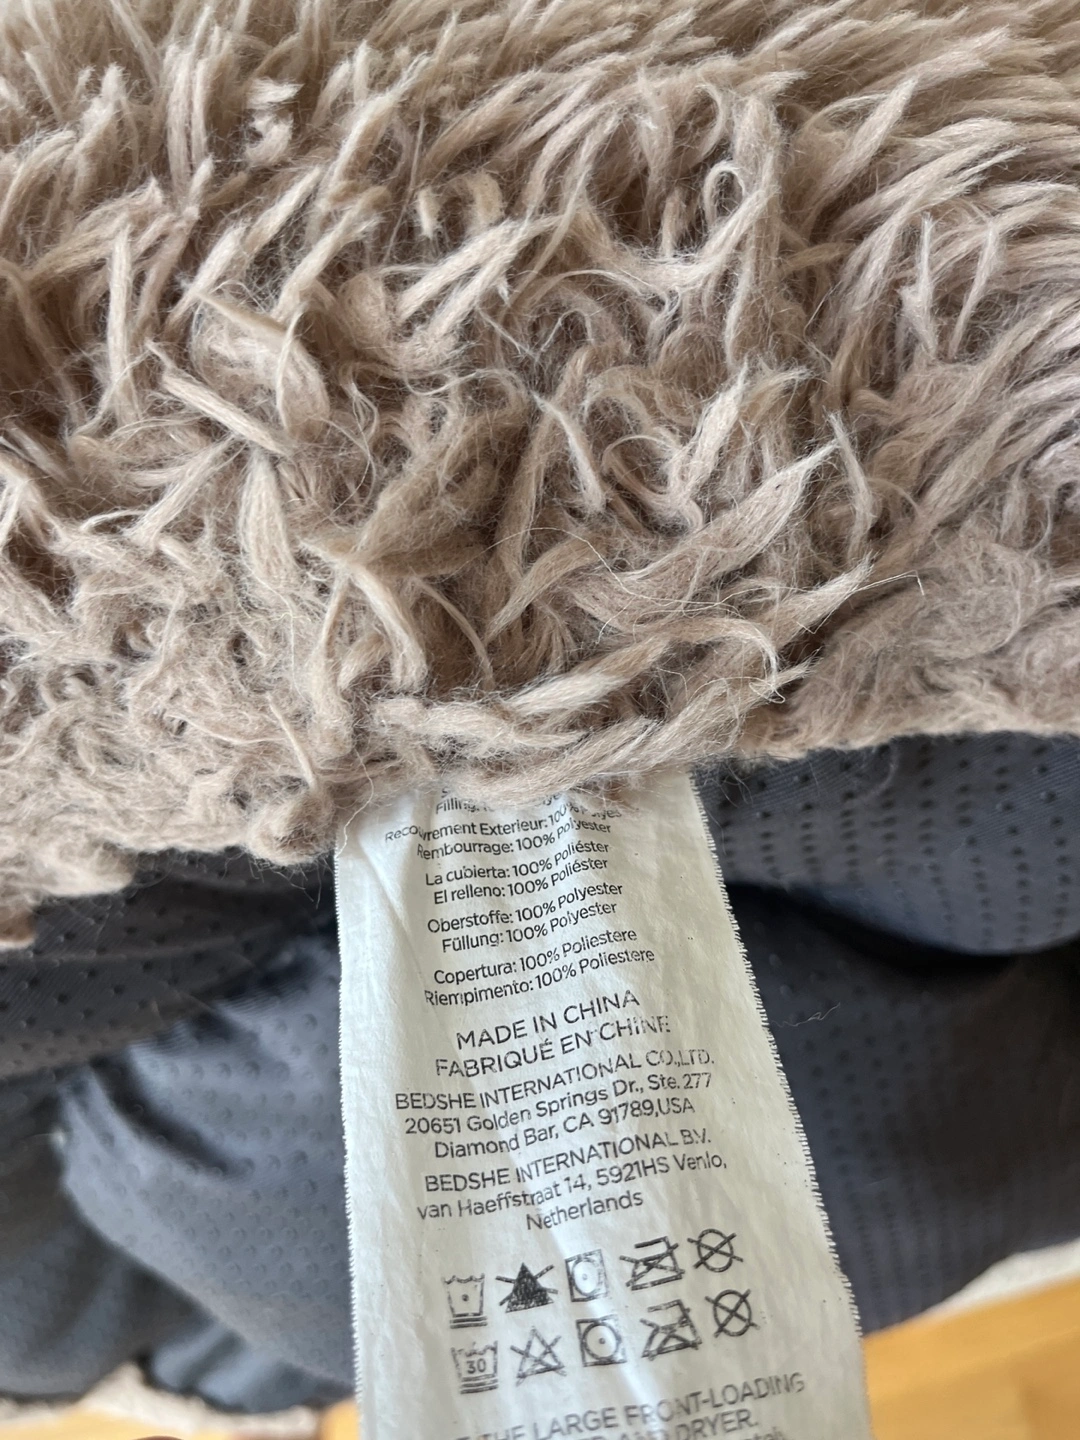 Filling:
Recouvrement Exterieur: 100%
Rembourrage: 100% Polyester
La cubierta: 100% Poliéster
El relleno: 100% Poliéster
Oberstoffe: 100% Polyester
Füllung: 100% Polyester
Copertura: 100% Poliestere
Riempimento: 100% Poliestere
MADE IN CHINA
FABRIQUÉ EN CHINE
BEDSHE INTERNATIONAL CO.,LTD.
20651 Golden Springs Dr., Ste. 277
Diamond Bar, CA 91789,USA
BEDSHE INTERNATIONAL B.V.
van Haeffstraat 14, 5921HS Venlo,
Netherlands
30
THE LARGE FRONT-LOADING
AND DRYER.